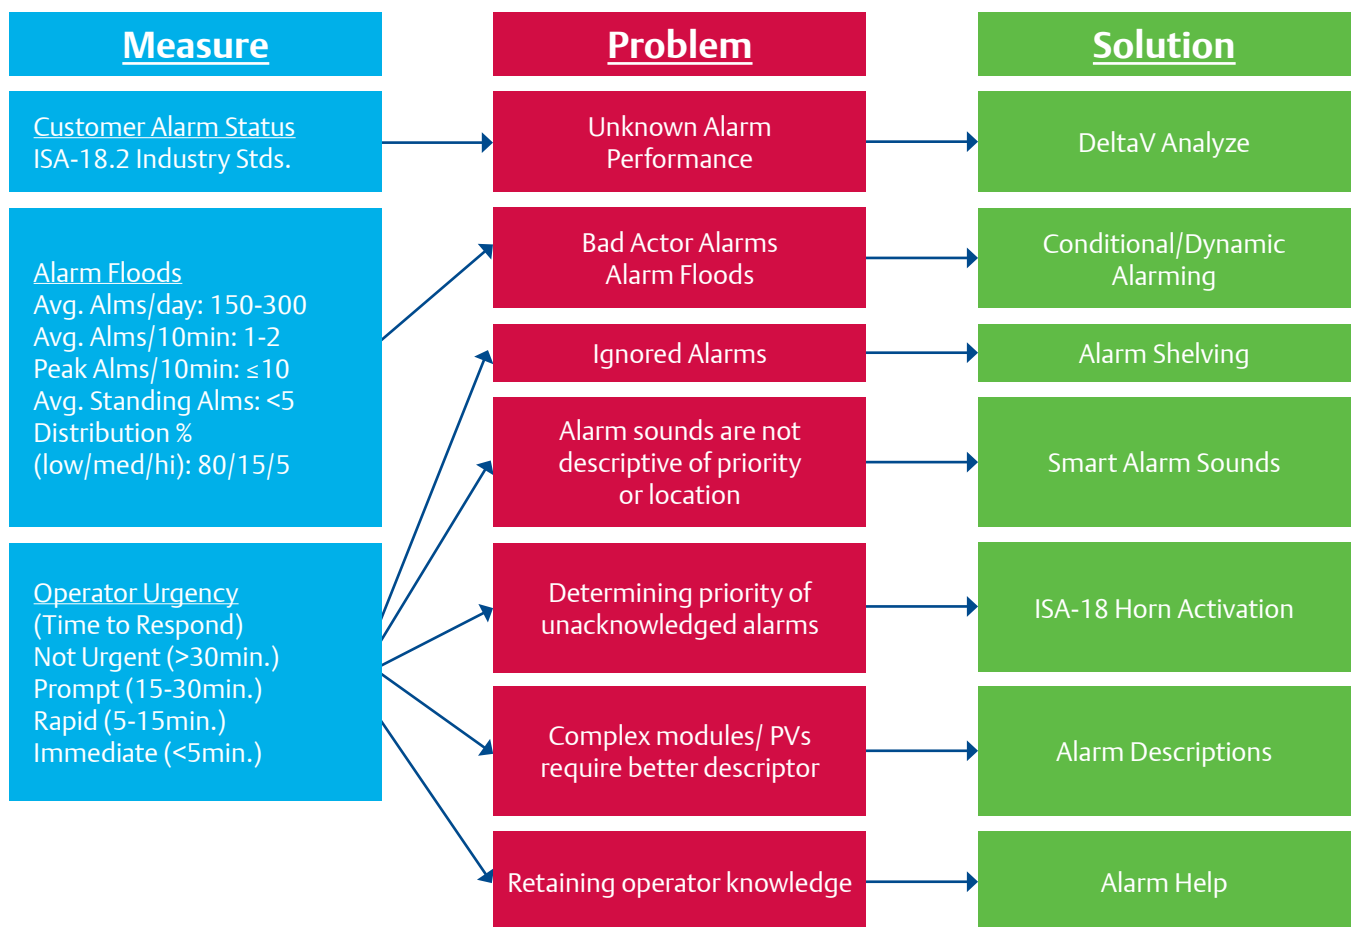 Measure
Problem
Solution
Customer Alarm Status
ISA-18.2 Industry Stds.
Unknown Alarm
Performance
DeltaV Analyze
Alarm Floods
Avg. Alms/day: 150-300
Avg. Alms/10min: 1-2
Peak Alms/10min: ≤10
Avg. Standing Alms: <5
Distribution %
(low/med/hi): 80/15/5
Bad Actor Alarms
Alarm Floods
Conditional/Dynamic
Alarming
Ignored Alarms
Alarm Shelving
Alarm sounds are not
descriptive of priority
or location
Smart Alarm Sounds
Operator Urgency
(Time to Respond)
Not Urgent (>30min.)
Prompt (15-30min.)
Rapid (5-15min.)
Immediate (<5min.)
Determining priority of
unacknowledged alarms
ISA-18 Horn Activation
Complex modules/ PVs
require better descriptor
Alarm Descriptions
Retaining operator knowledge
Alarm Help